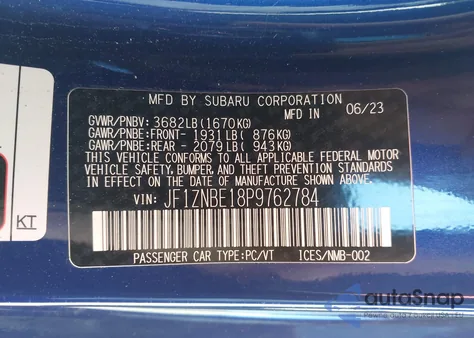 MFD BY SUBARU CORPORATION
GVWR/PNBV: 3682LB(1670KG) MFD IN 06/23
GAWR/PNBE:FRONT- 1931LB( 876KG)
GAWR/PNBE:REAR - 2079LB( 943KG)
THIS VEHICLE CONFORMS TO ALL APPLICABLE FEDERAL MOTOR
VEHICLE SAFETY, BUMPER, AND THEFT PREVENTION STANDARDS
IN EFFECT ON THE DATE OF MANUFACTURE SHOWN ABOVE.
VIN: JF1ZNBE18P9762784
PASSENGER CAR TYPE:PC/VT ICES/NMB-002
KT
autoSnap